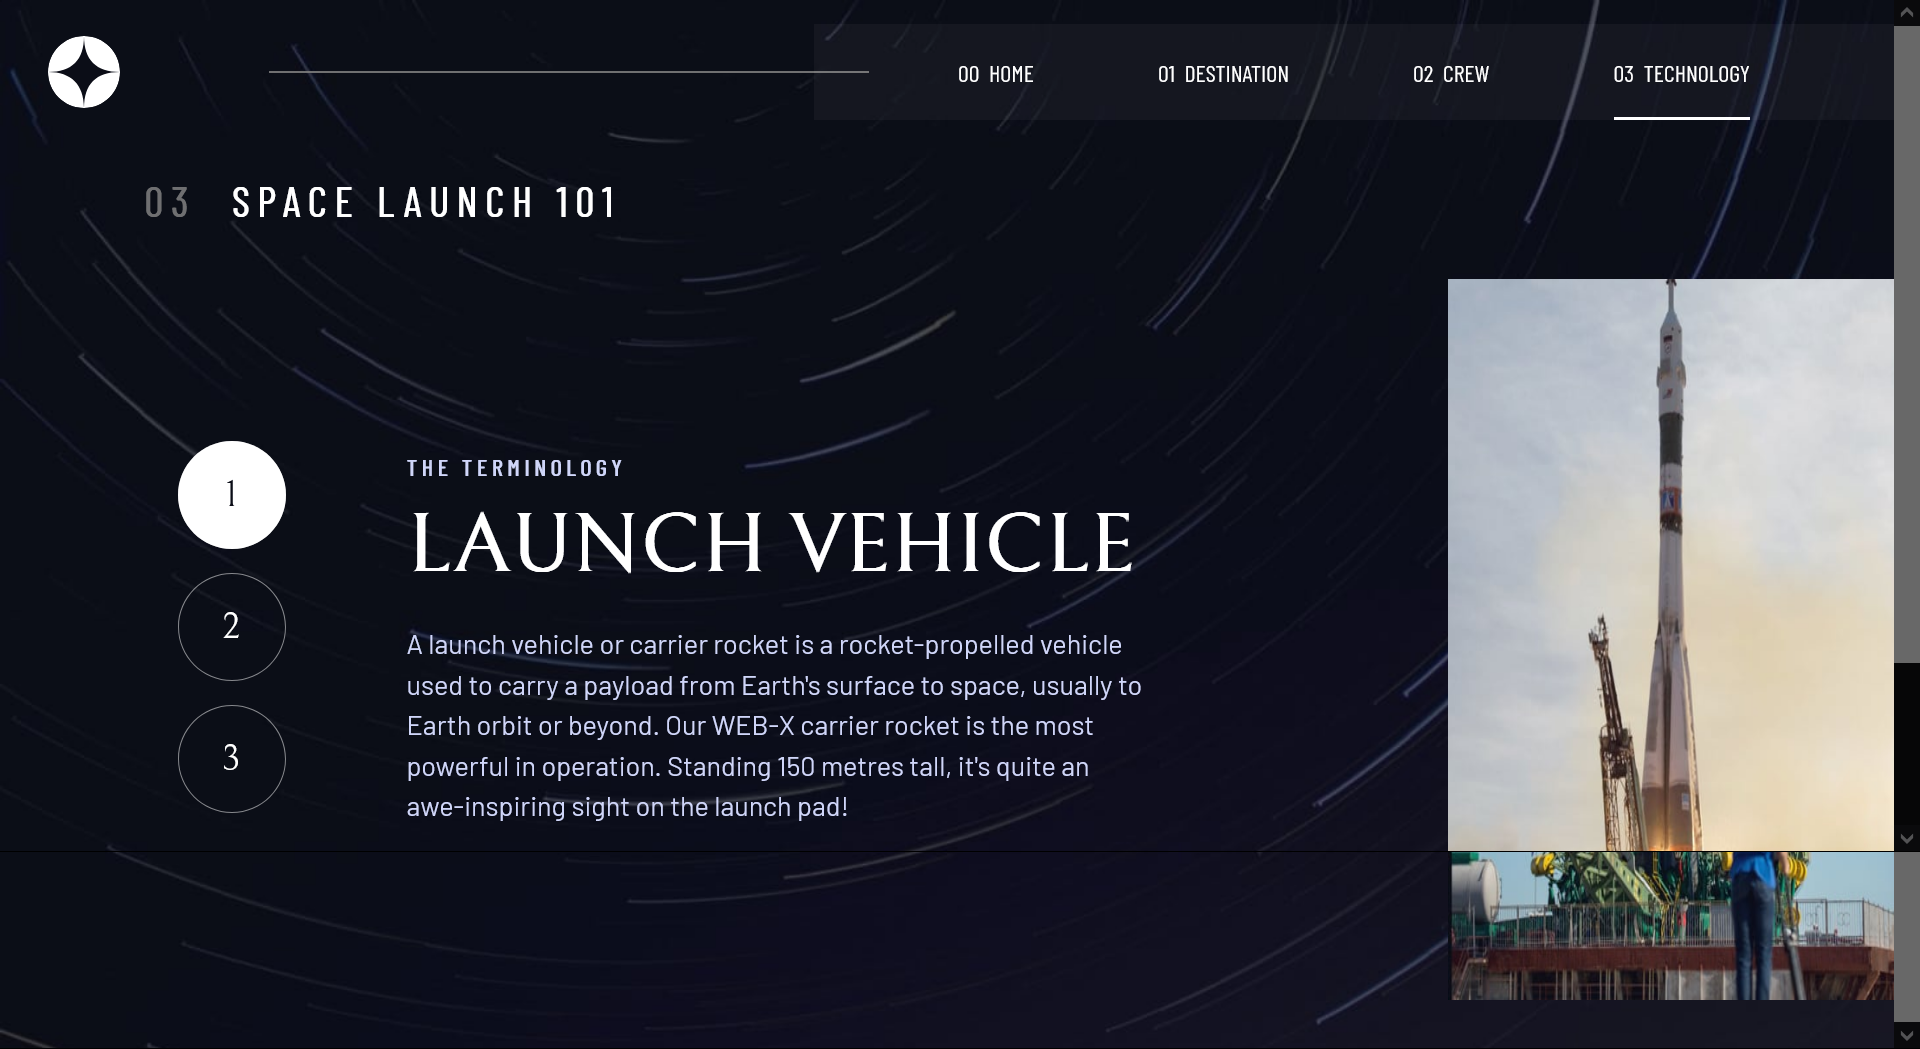 00 HOME
01 DESTINATION
02 CREW
03 TECHNOLOGY
03 SPACE LAUNCH 101
1
2
3
THE TERMINOLOGY
LAUNCH VEHICLE
A launch vehicle or carrier rocket is a rocket-propelled vehicle
used to carry a payload from Earth's surface to space, usually to
Earth orbit or beyond. Our WEB-X carrier rocket is the most
powerful in operation. Standing 150 metres tall, it's quite an
awe-inspiring sight on the launch pad!